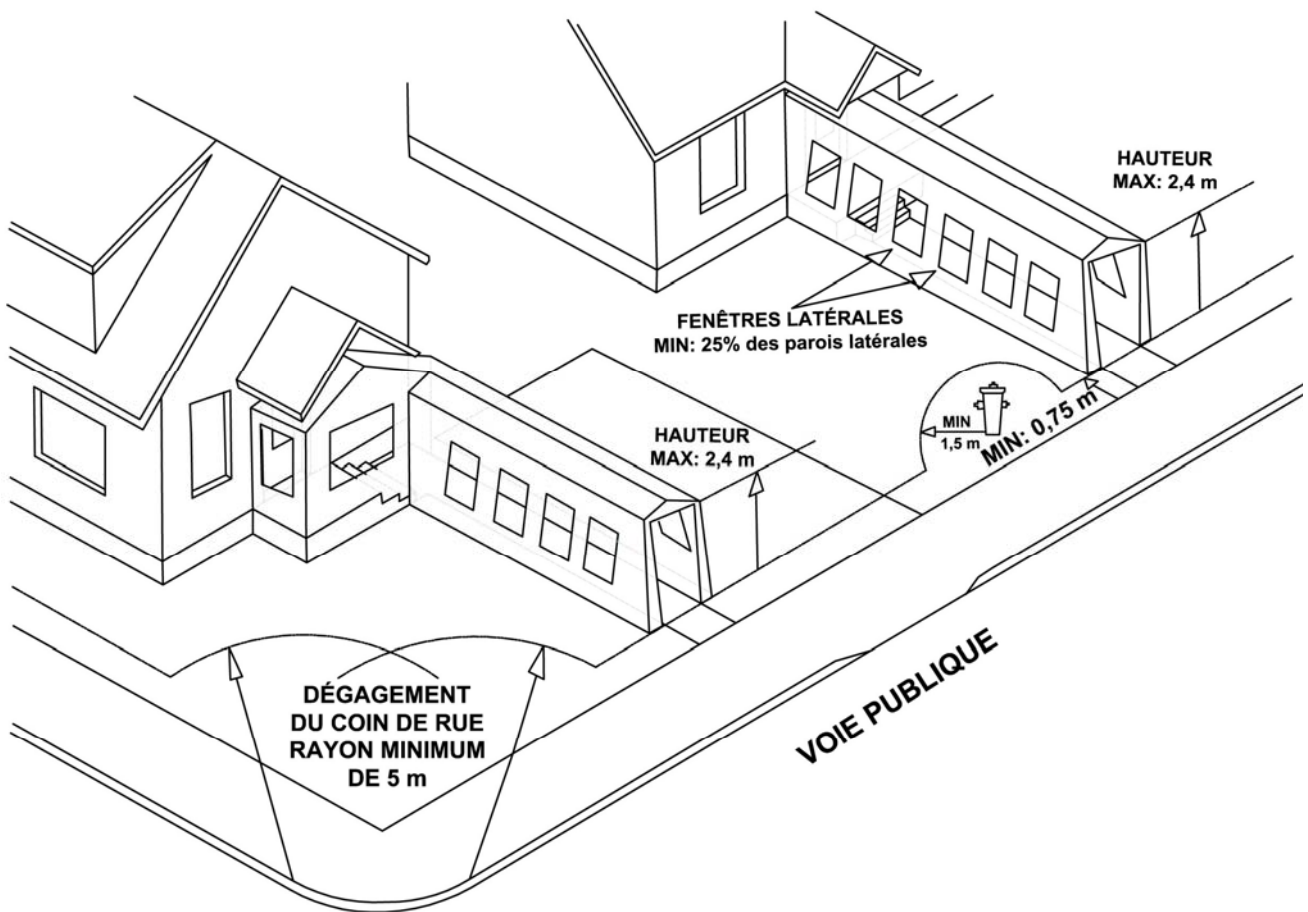 HAUTEUR
MAX: 2,4 m
FENÊTRES LATÉRALES
MIN: 25% des parois latérales
MIN
1,5 m
MIN: 0,75 m
HAUTEUR
MAX: 2,4 m
DÉGAGEMENT
DU COIN DE RUE
RAYON MINIMUM
DE 5 m
VOIE PUBLIQUE